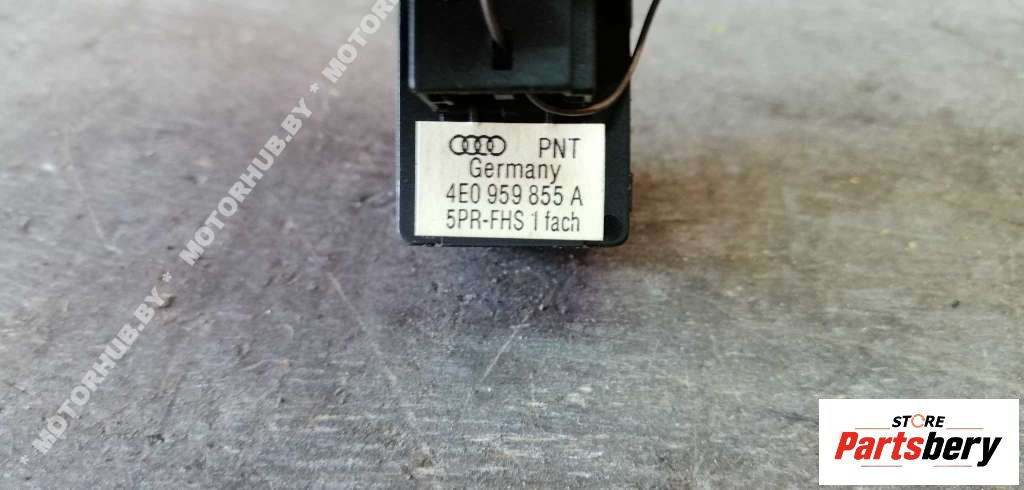 MOTORHUB.BY * MOTORHUB.BY * MOTORHUB.BY * MOTOR
PNT
Germany
4E0 959 855 A
5PR-FHS 1 fach
STORE
Partsbery